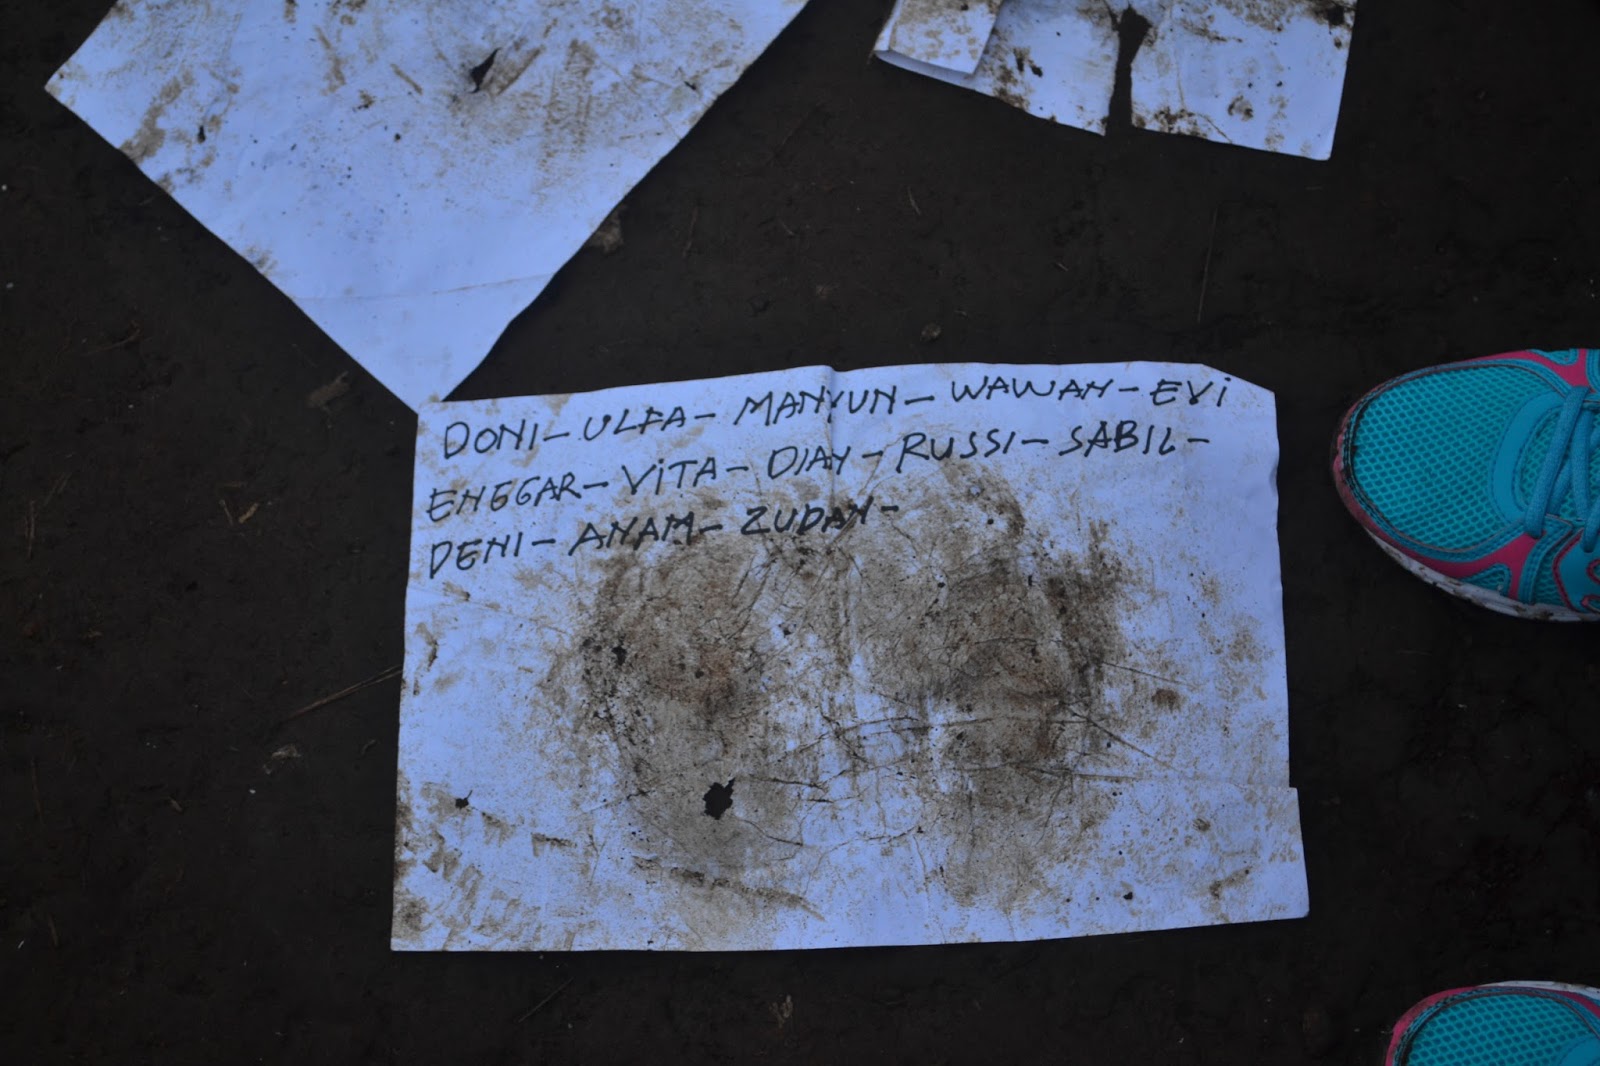 DONI - ULFA - MANYUN - WAWAN - EVi
ENGGAR - ViTA - DIAN - RUSSI - SABIL -
DENI - ANAM - ZUDAN -